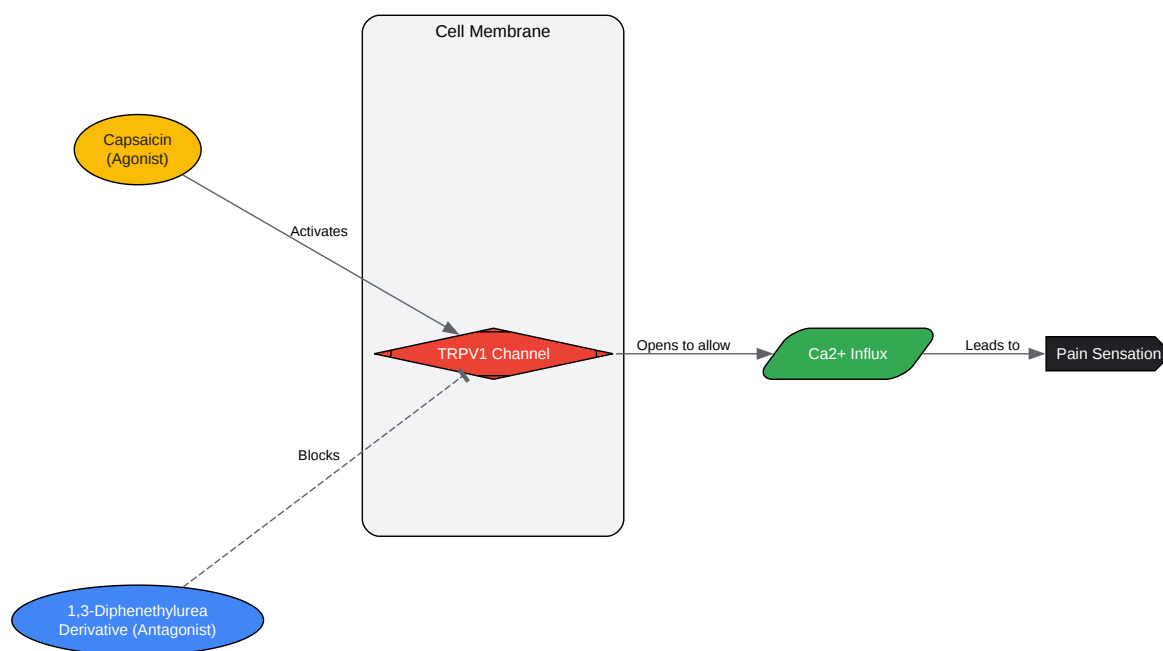 Cell Membrane
Capsaicin
(Agonist)
Activates
TRPV1 Channel
Opens to allow
Ca2+ Influx
Leads to
Pain Sensation
Blocks
1,3-Diphenethylurea
Derivative (Antagonist)